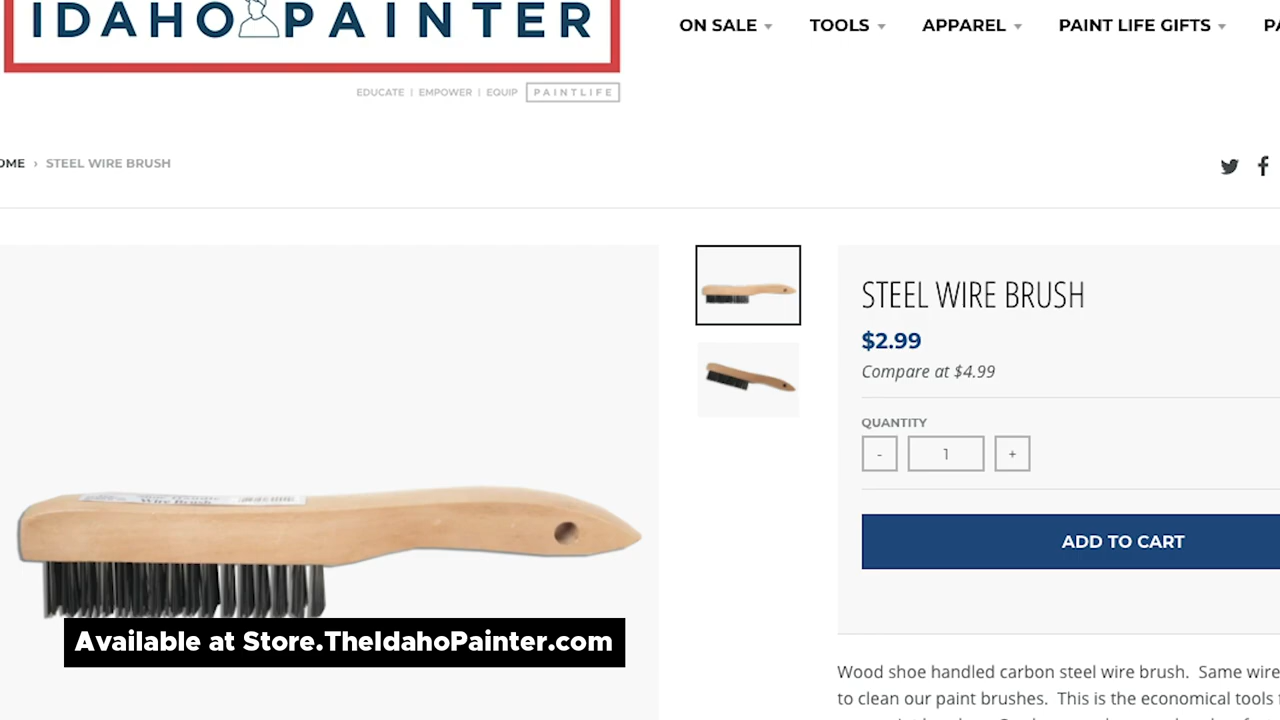 IDAHO PAINTER
ON SALE TOOLS APPAREL PAINT LIFE GIFTS
EDUCATE | EMPOWER | EQUIP PAINTLIFE
OME › STEEL WIRE BRUSH
STEEL WIRE BRUSH
$2.99
Compare at $4.99
QUANTITY
- 1 +
ADD TO CART
Wire Brush
Available at Store.TheIdahoPainter.com
Wood shoe handled carbon steel wire brush. Same wire
to clean our paint brushes. This is the economical tools